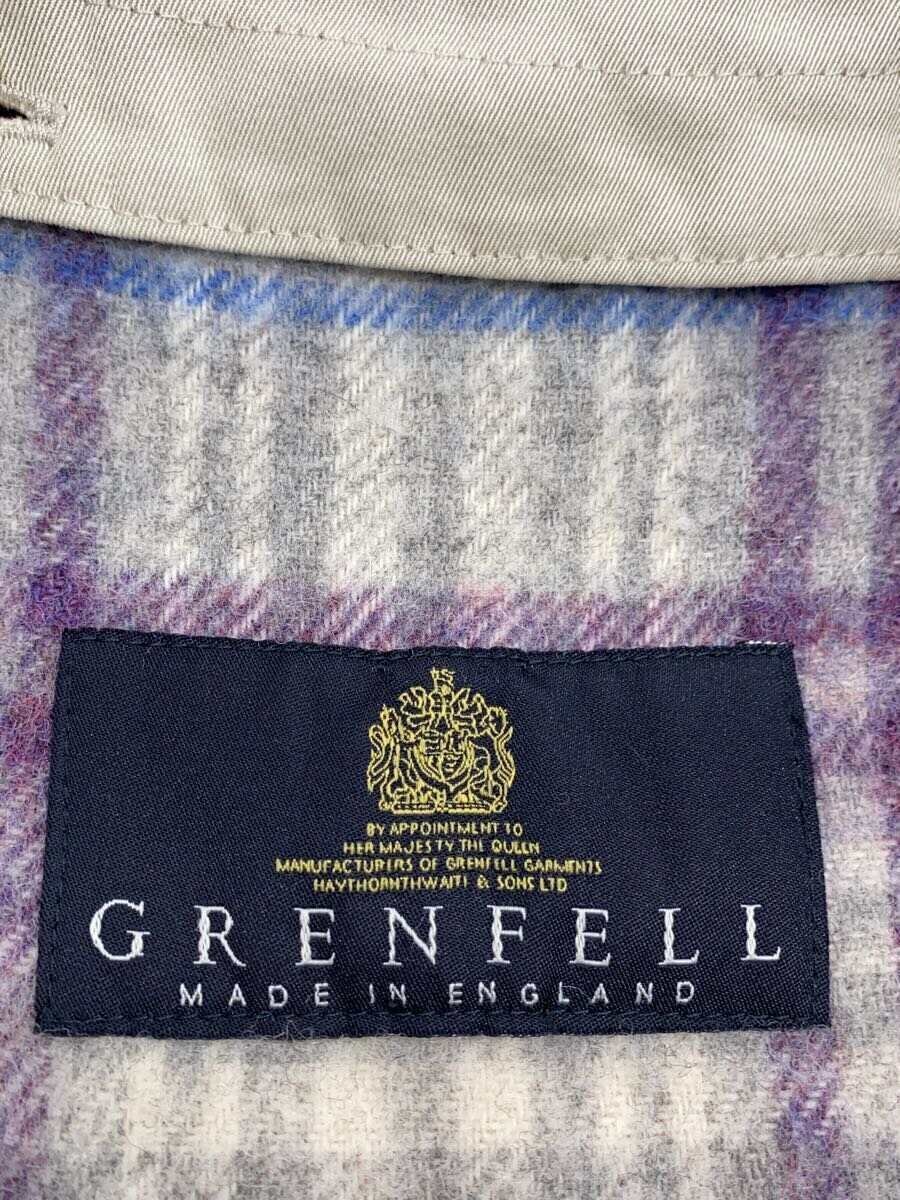 BY APPOINTMENT TO
HER MAJESTY THE QUEEN
MANUFACTURERS OF GRENFELL GARMENTS
HAYTHORNTHWAITE & SONS LTD
GRENFELL
MADE IN ENGLAND